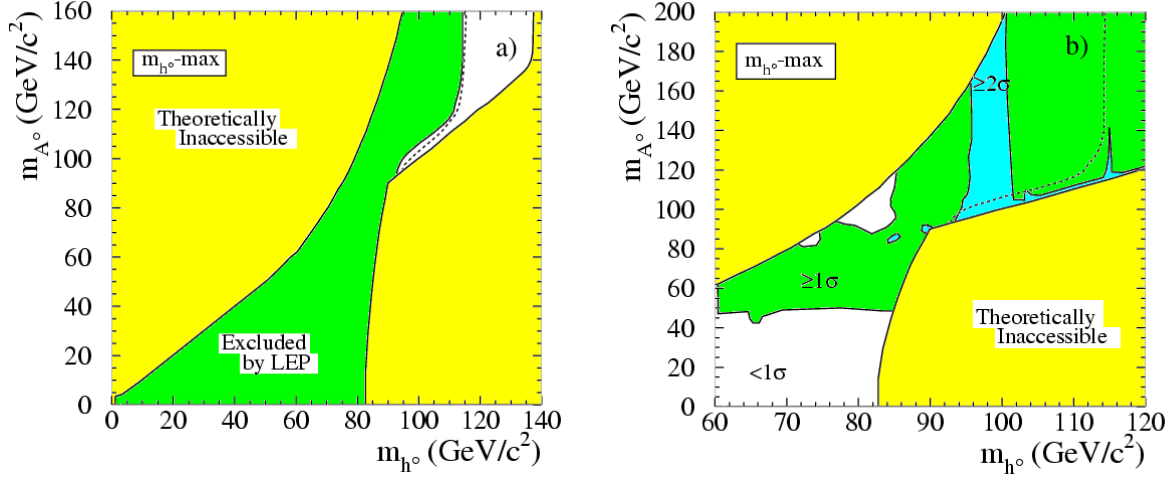 a)
m_h°-max
Theoretically
Inaccessible
Excluded
by LEP
m_A° (GeV/c²)
160
140
120
100
80
60
40
20
0
0 20 40 60 80 100 120 140
m_h° (GeV/c²)
b)
m_h°-max
≥2σ
≥1σ
<1σ
Theoretically
Inaccessible
m_A° (GeV/c²)
200
180
160
140
120
100
80
60
40
20
0
60 70 80 90 100 110 120
m_h° (GeV/c²)